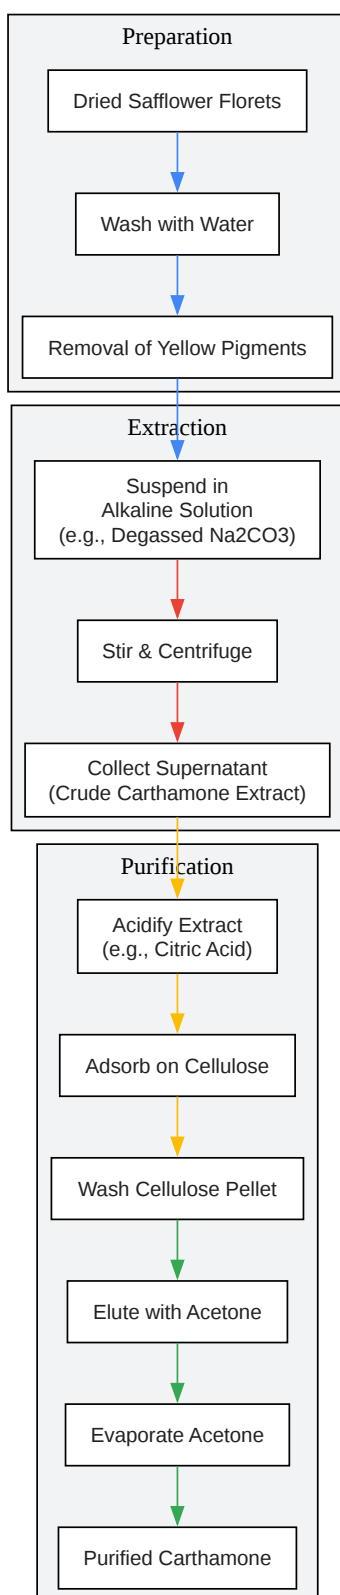 Preparation
Dried Safflower Florets
Wash with Water
Removal of Yellow Pigments
Extraction
Suspend in
Alkaline Solution
(e.g., Degassed Na2CO3)
Stir & Centrifuge
Collect Supernatant
(Crude Carthamone Extract)
Purification
Acidify Extract
(e.g., Citric Acid)
Adsorb on Cellulose
Wash Cellulose Pellet
Elute with Acetone
Evaporate Acetone
Purified Carthamone